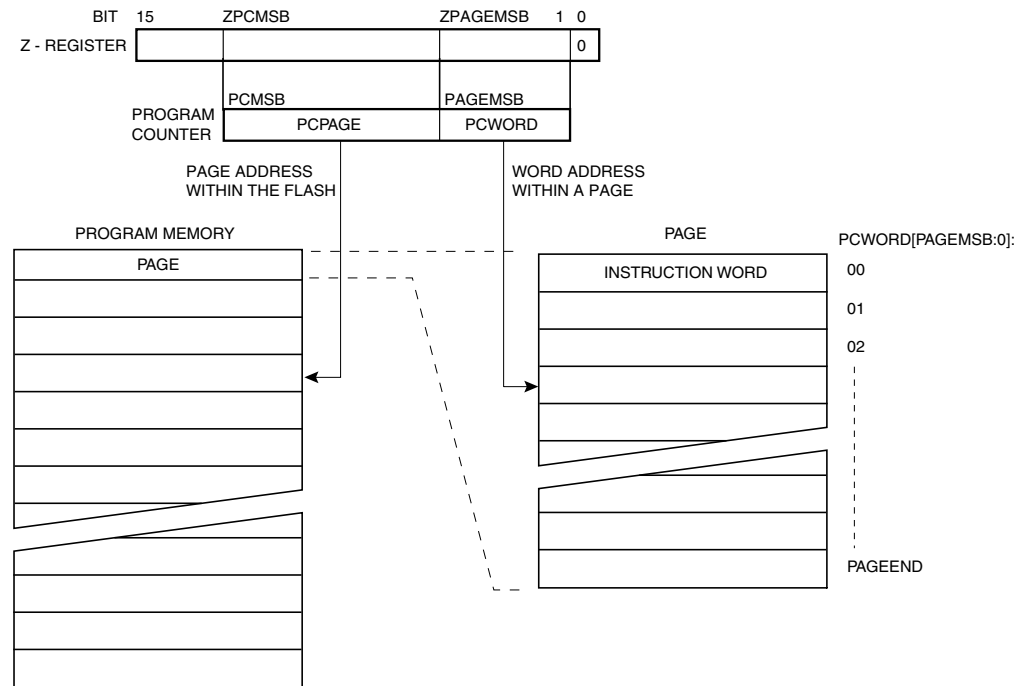 BIT 15 ZPCMSB ZPAGEMSB 1 0
Z - REGISTER 0
PCMSB PAGEMSB
PROGRAM
COUNTER
PCPAGE PCWORD
PAGE ADDRESS
WITHIN THE FLASH
WORD ADDRESS
WITHIN A PAGE
PROGRAM MEMORY
PAGE
PAGE
PCWORD[PAGEMSB:0]:
INSTRUCTION WORD
00
01
02
PAGEEND